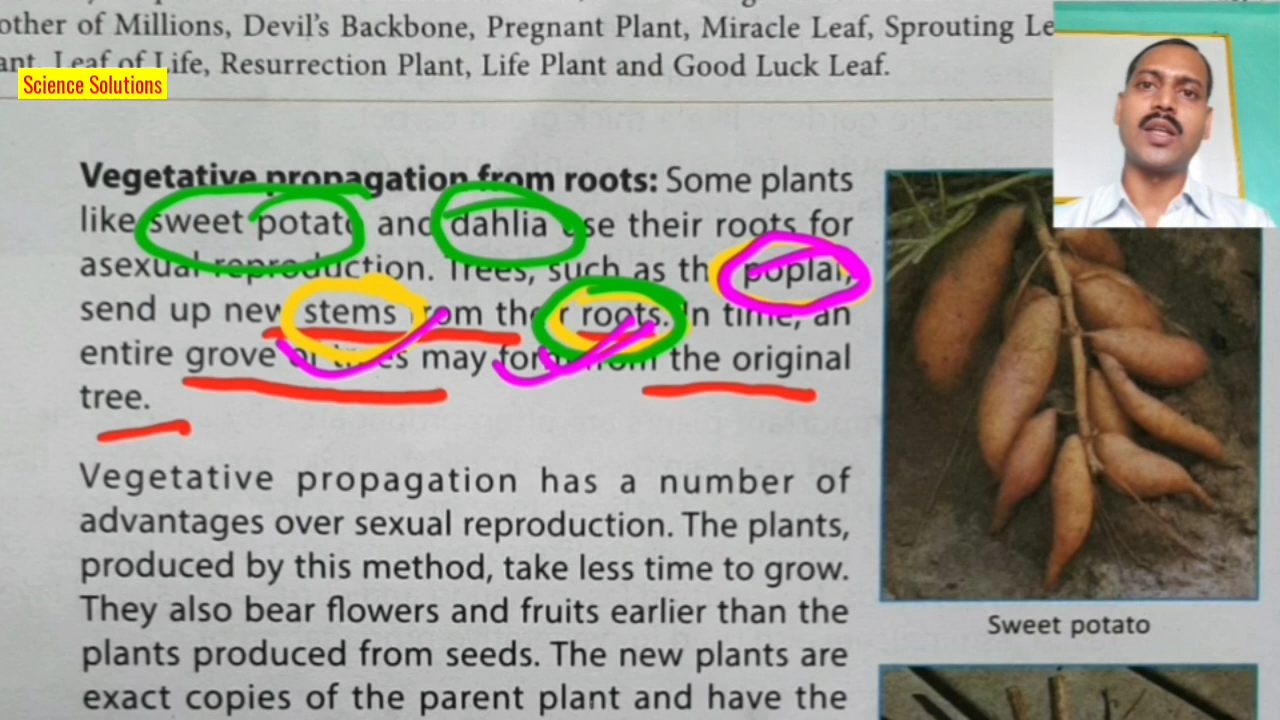 other of Millions, Devil's Backbone, Pregnant Plant, Miracle Leaf, Sprouting Le
ant, Leaf of Life, Resurrection Plant, Life Plant and Good Luck Leaf.
Science Solutions
Vegetative propagation from roots: Some plants
like sweet potato and dahlia use their roots for
asexual reproduction. Trees, such as the poplar,
send up new stems from their roots. In time, an
entire grove of trees may form from the original
tree.
Vegetative propagation has a number of
advantages over sexual reproduction. The plants,
produced by this method, take less time to grow.
They also bear flowers and fruits earlier than the
plants produced from seeds. The new plants are
exact copies of the parent plant and have the
Sweet potato